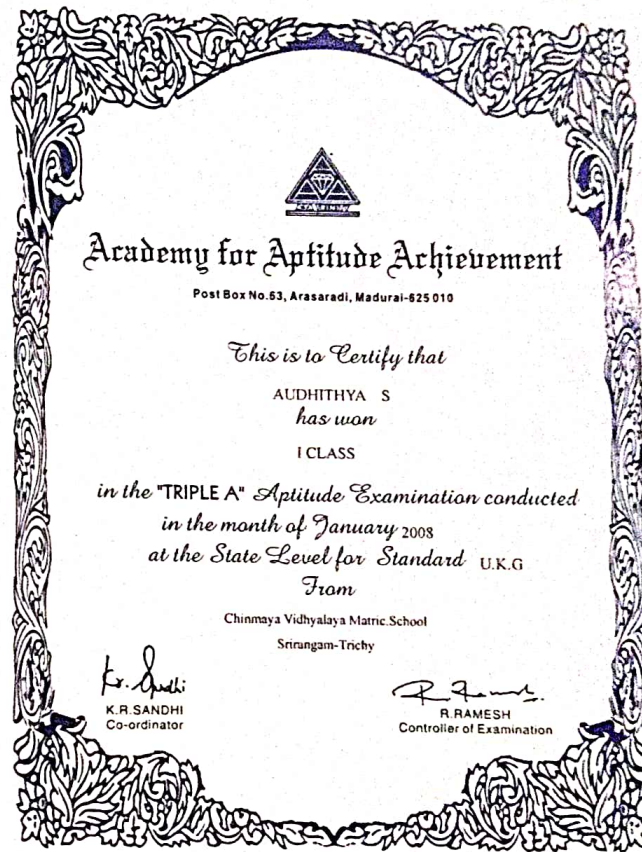 Academy for Aptitude Achievement
Post Box No.63, Arasaradi, Madurai-625 010
This is to Certify that
AUDHITHYA S
has won
I CLASS
in the "TRIPLE A" Aptitude Examination conducted
in the month of January 2008
at the State Level for Standard U.K.G
From
Chinmaya Vidhyalaya Matric.School
Srirangam-Trichy
K.R.SANDHI
Co-ordinator
R.RAMESH
Controller of Examination